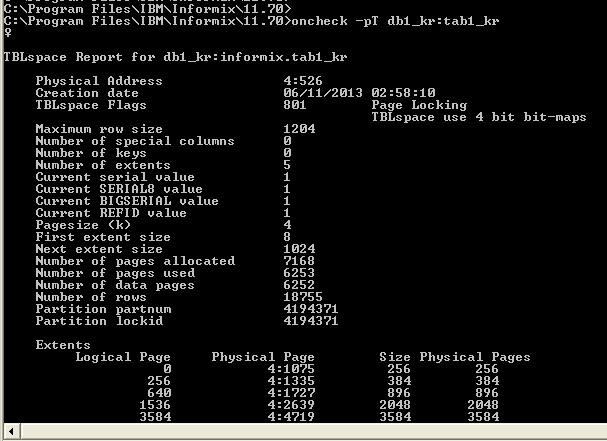 C:\Program Files\IBM\Informix\11.70>
C:\Program Files\IBM\Informix\11.70>oncheck -pT db1_kr:tab1_kr
♀
TBLspace Report for db1_kr:informix.tab1_kr
Physical Address 4:526
Creation date 06/11/2013 02:58:10
TBLspace Flags 801 Page Locking
TBLspace use 4 bit bit-maps
Maximum row size 1204
Number of special columns 0
Number of keys 0
Number of extents 5
Current serial value 1
Current SERIAL8 value 1
Current BIGSERIAL value 1
Current REFID value 1
Pagesize (k) 4
First extent size 8
Next extent size 1024
Number of pages allocated 7168
Number of pages used 6253
Number of data pages 6252
Number of rows 18755
Partition partnum 4194371
Partition lockid 4194371
Extents
Logical Page Physical Page Size Physical Pages
0 4:1075 256 256
256 4:1335 384 384
640 4:1727 896 896
1536 4:2639 2048 2048
3584 4:4719 3584 3584